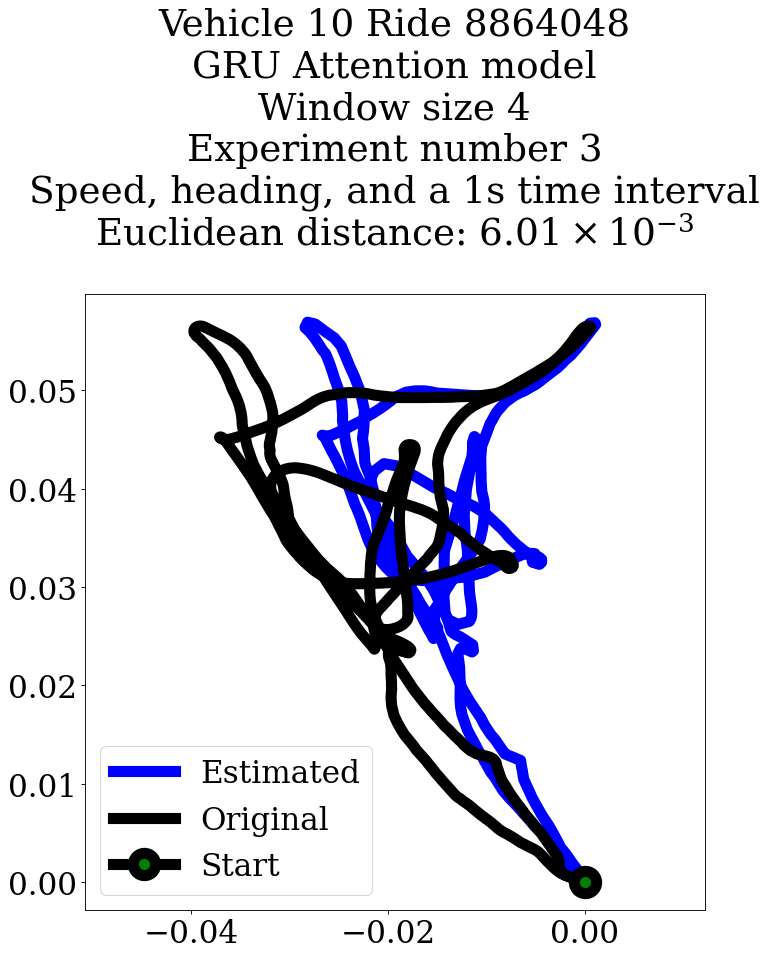 Vehicle 10 Ride 8864048
GRU Attention model
Window size 4
Experiment number 3
Speed, heading, and a 1s time interval
Euclidean distance: 6.01 × 10⁻³
0.05
0.04
0.03
0.02
0.01
0.00
Estimated
Original
Start
−0.04
−0.02
0.00